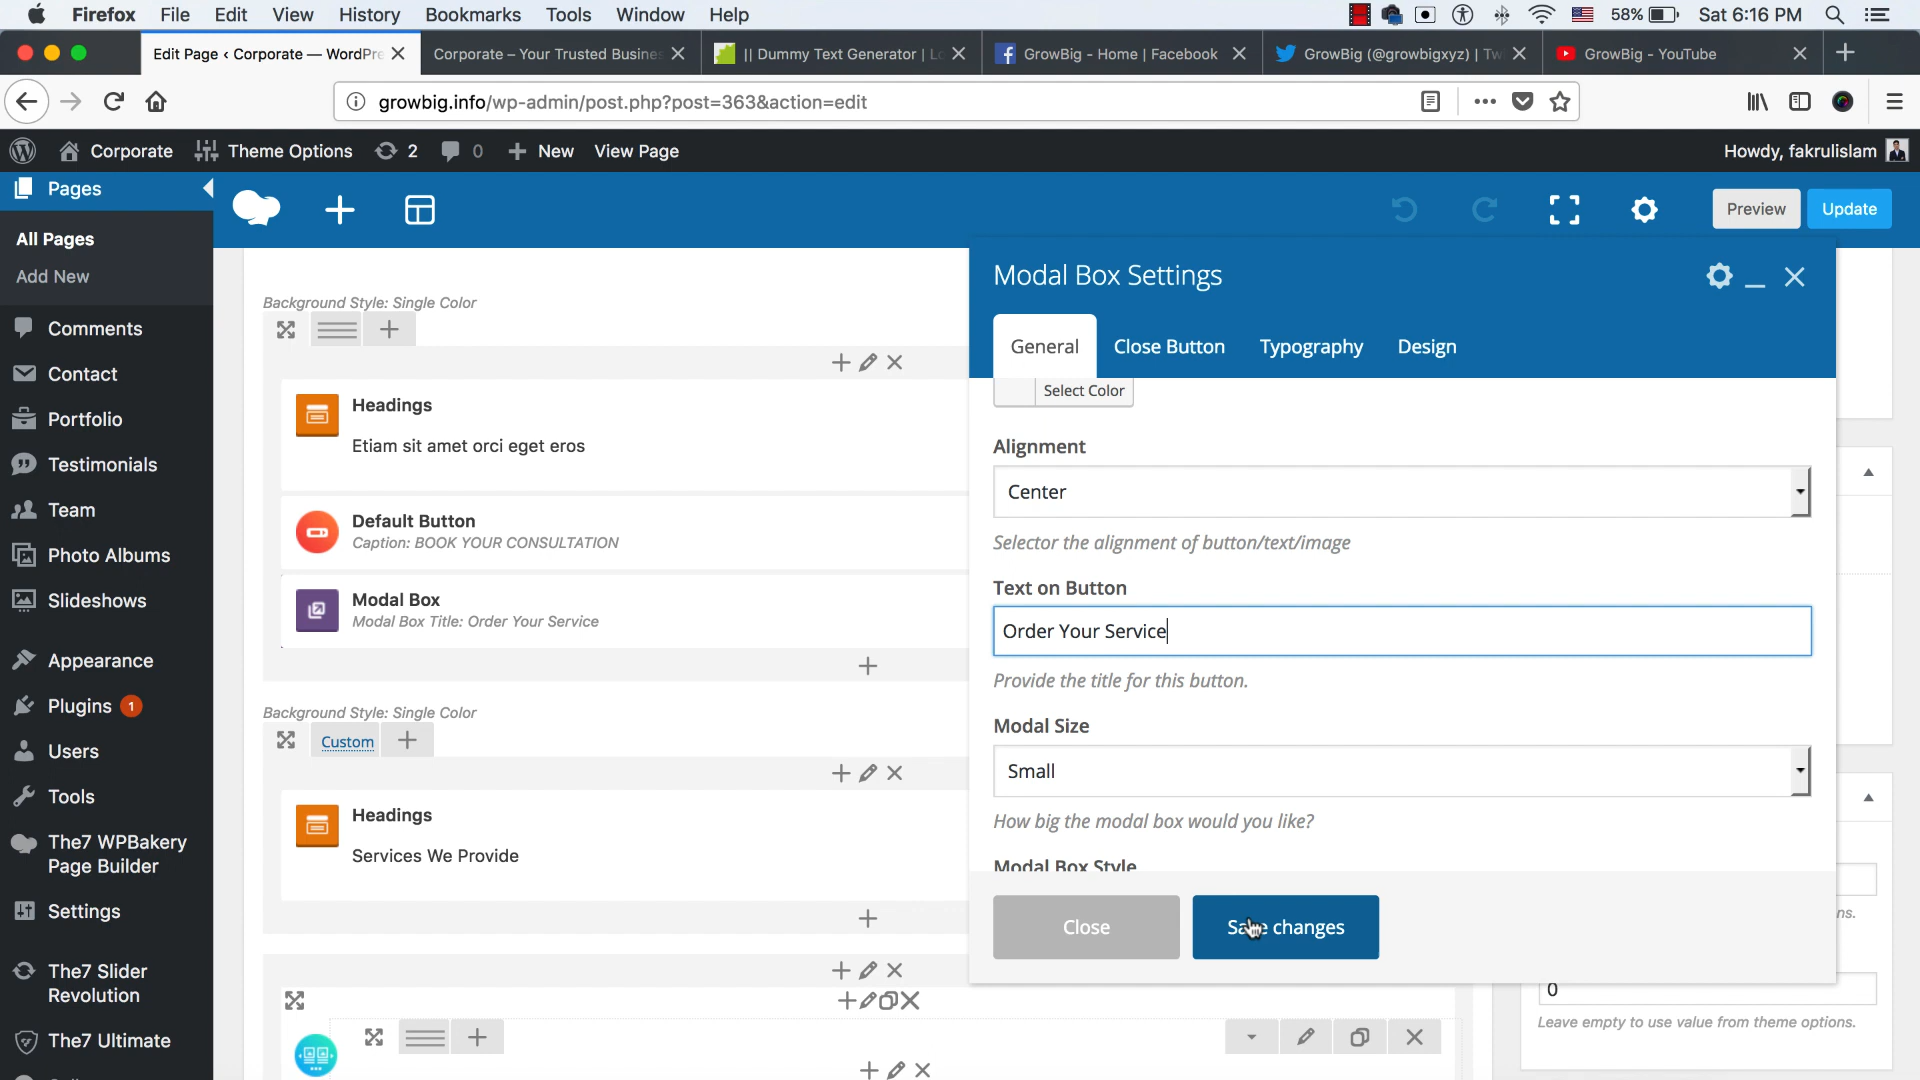 Firefox File Edit View History Bookmarks Tools Window Help 58% Sat 6:16 PM
Edit Page ‹ Corporate — WordPre
Corporate – Your Trusted Busines
|| Dummy Text Generator | Lo
GrowBig - Home | Facebook
GrowBig (@growbigxyz) | Tw
GrowBig - YouTube
growbig.info/wp-admin/post.php?post=363&action=edit
Corporate Theme Options 2 0 New View Page Howdy, fakrulislam
Pages
All Pages
Add New
Comments
Contact
Portfolio
Testimonials
Team
Photo Albums
Slideshows
Appearance
Plugins 1
Users
Tools
The7 WPBakery
Page Builder
Settings
The7 Slider
Revolution
The7 Ultimate
Preview Update
Background Style: Single Color
Headings
Etiam sit amet orci eget eros
Default Button
Caption: BOOK YOUR CONSULTATION
Modal Box
Modal Box Title: Order Your Service
Background Style: Single Color
Custom
Headings
Services We Provide
Modal Box Settings
General Close Button Typography Design
Select Color
Alignment
Center
Selector the alignment of button/text/image
Text on Button
Order Your Service
Provide the title for this button.
Modal Size
Small
How big the modal box would you like?
Modal Box Style
Close Save changes
ns.
0
Leave empty to use value from theme options.